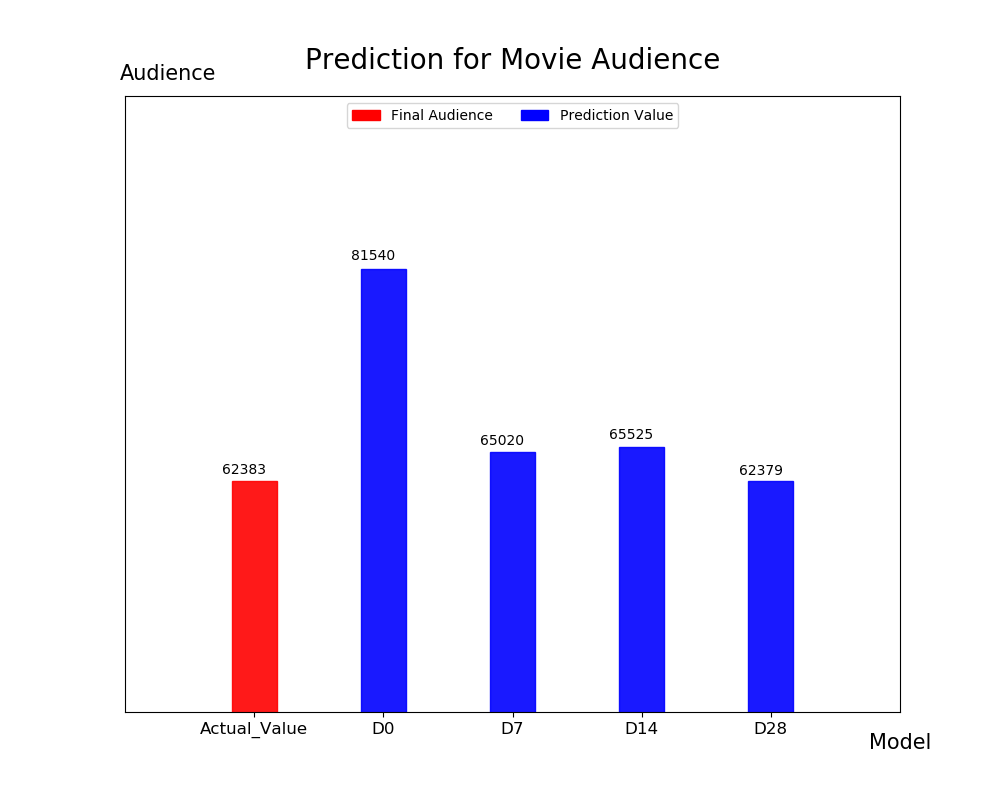 Prediction for Movie Audience
Audience
Final Audience
Prediction Value
81540
65525
65020
62383
62379
Actual_Value
D0
D7
D14
D28
Model